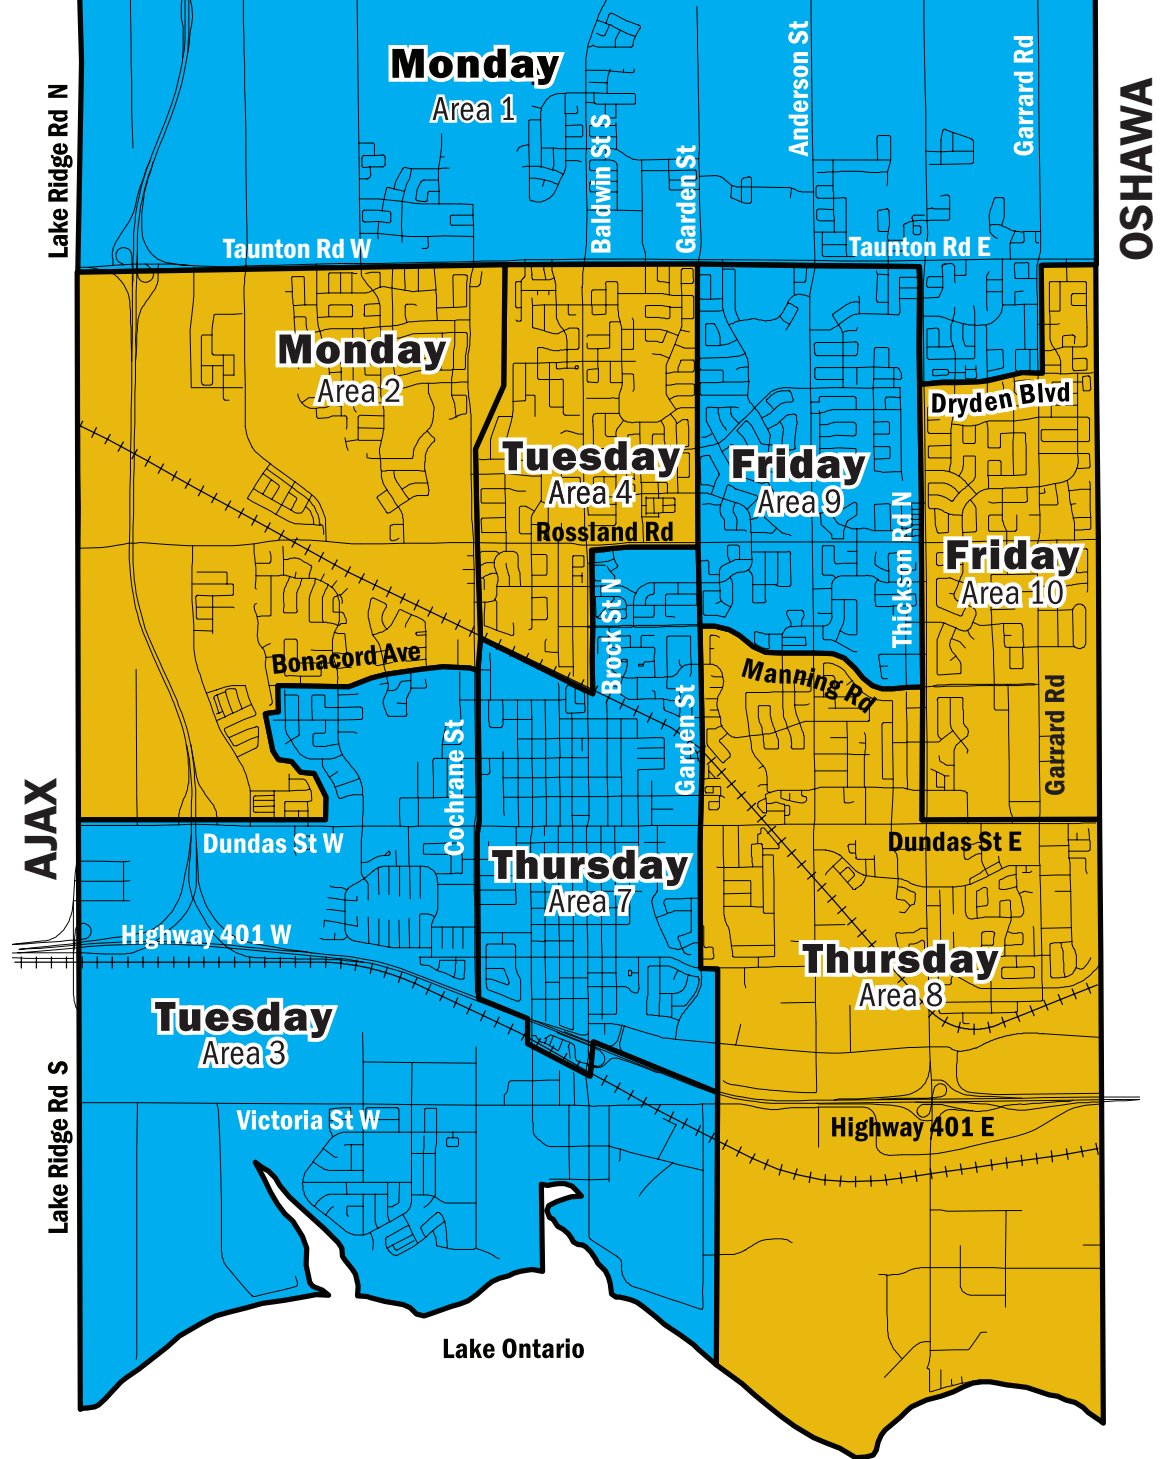 Monday
Area 1
Lake Ridge Rd N
Baldwin St S
Garden St
Anderson St
Garrard Rd
OSHAWA
Taunton Rd W
Taunton Rd E
Monday
Area 2
Dryden Blvd
Tuesday
Area 4
Friday
Area 9
Rossland Rd
Thickson Rd N
Friday
Area 10
Brock St N
Bonacord Ave
Manning Rd
Garden St
Garrard Rd
Cochrane St
AJAX
Dundas St W
Dundas St E
Thursday
Area 7
Highway 401 W
Thursday
Area 8
Tuesday
Area 3
Lake Ridge Rd S
Victoria St W
Highway 401 E
Lake Ontario